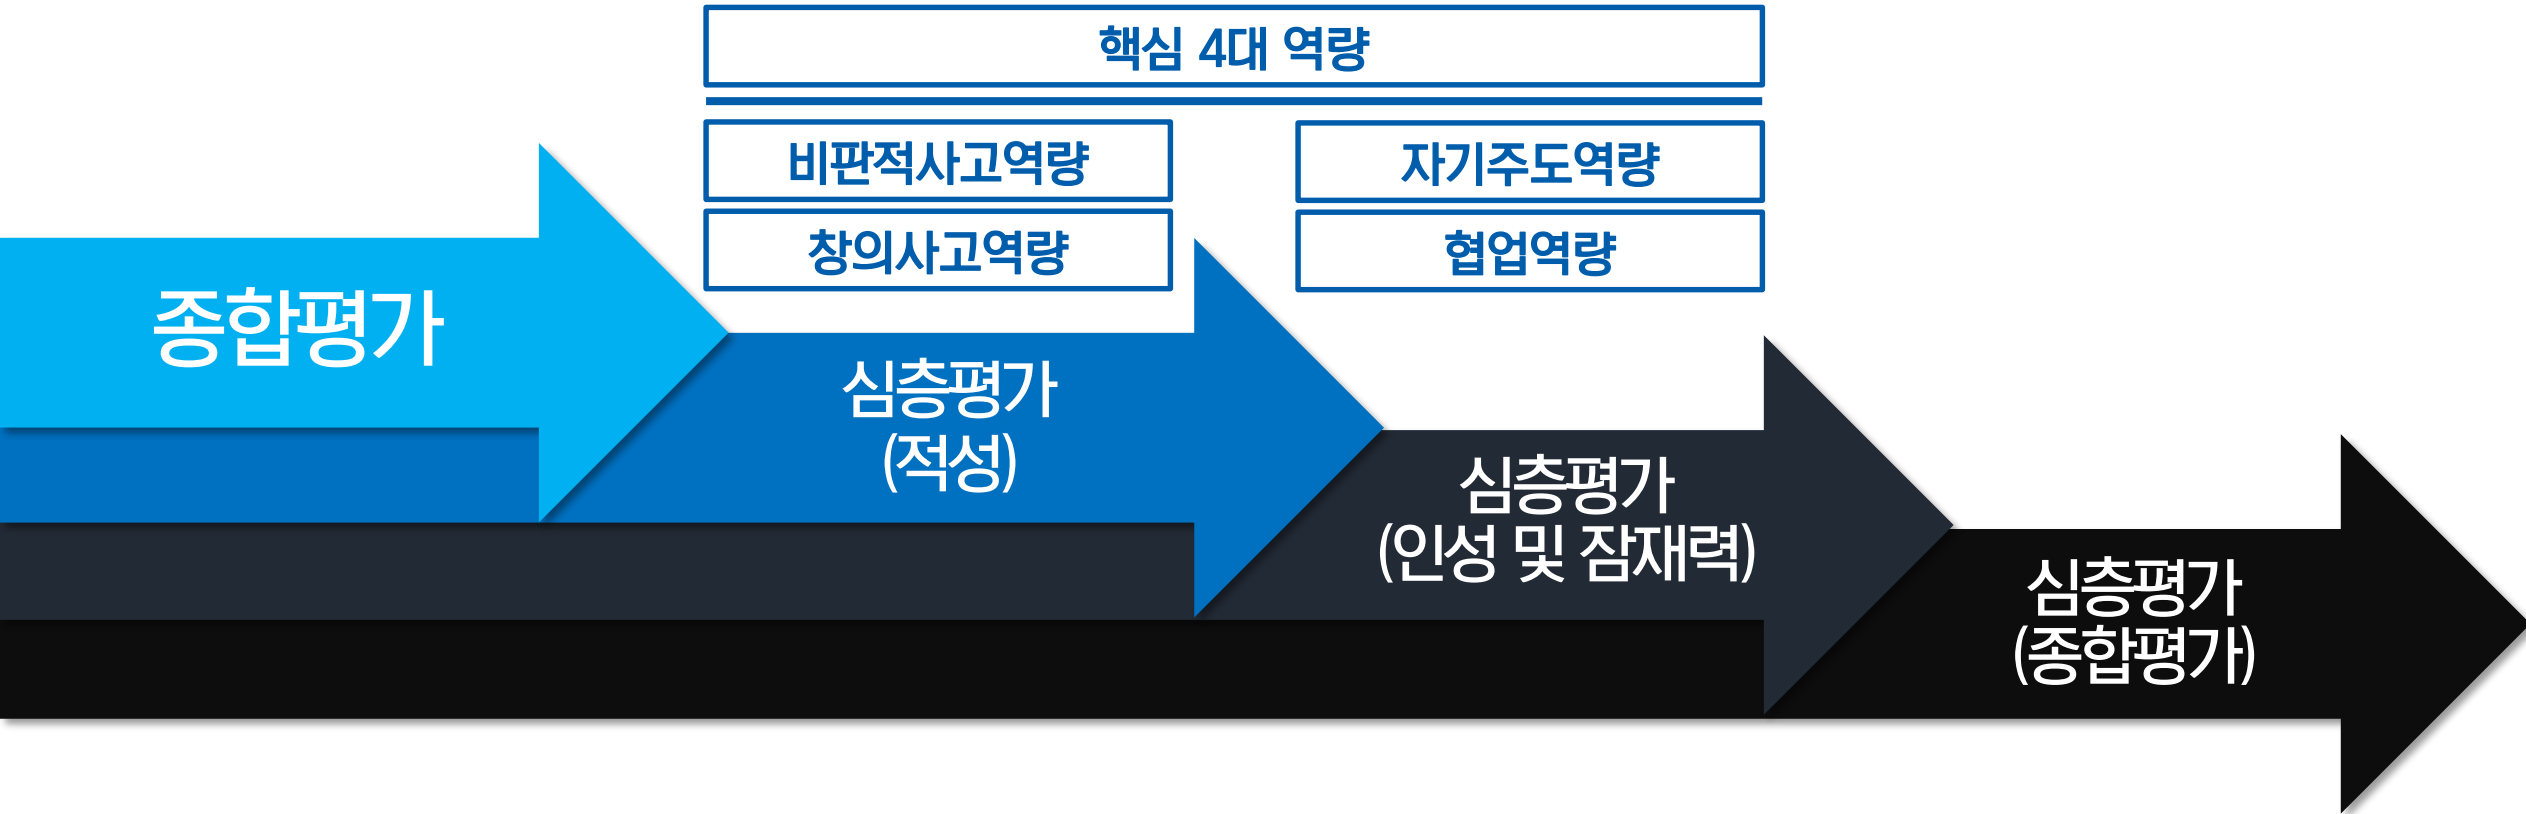 핵심 4대 역량
비판적사고역량
자기주도역량
창의사고역량
협업역량
종합평가
심층평가
(적성)
심층평가
(인성 및 잠재력)
심층평가
(종합평가)